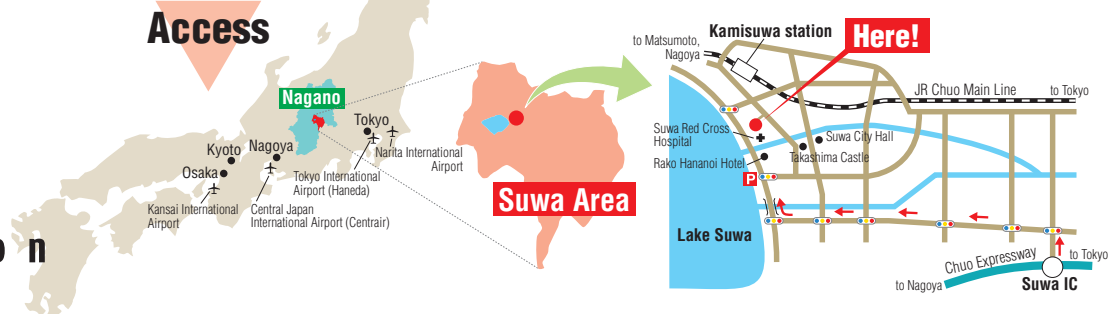 Access
Nagano
Tokyo
Narita International
Airport
Kyoto
Nagoya
Osaka
Tokyo International
Airport (Haneda)
Kansai International
Airport
Central Japan
International Airport (Centrair)
n
Suwa Area
Kamisuwa station
Here!
to Matsumoto,
Nagoya
JR Chuo Main Line
to Tokyo
Suwa Red Cross
Hospital
Suwa City Hall
Takashima Castle
Rako Hananoi Hotel
P
Lake Suwa
Chuo Expressway
to Tokyo
to Nagoya
Suwa IC